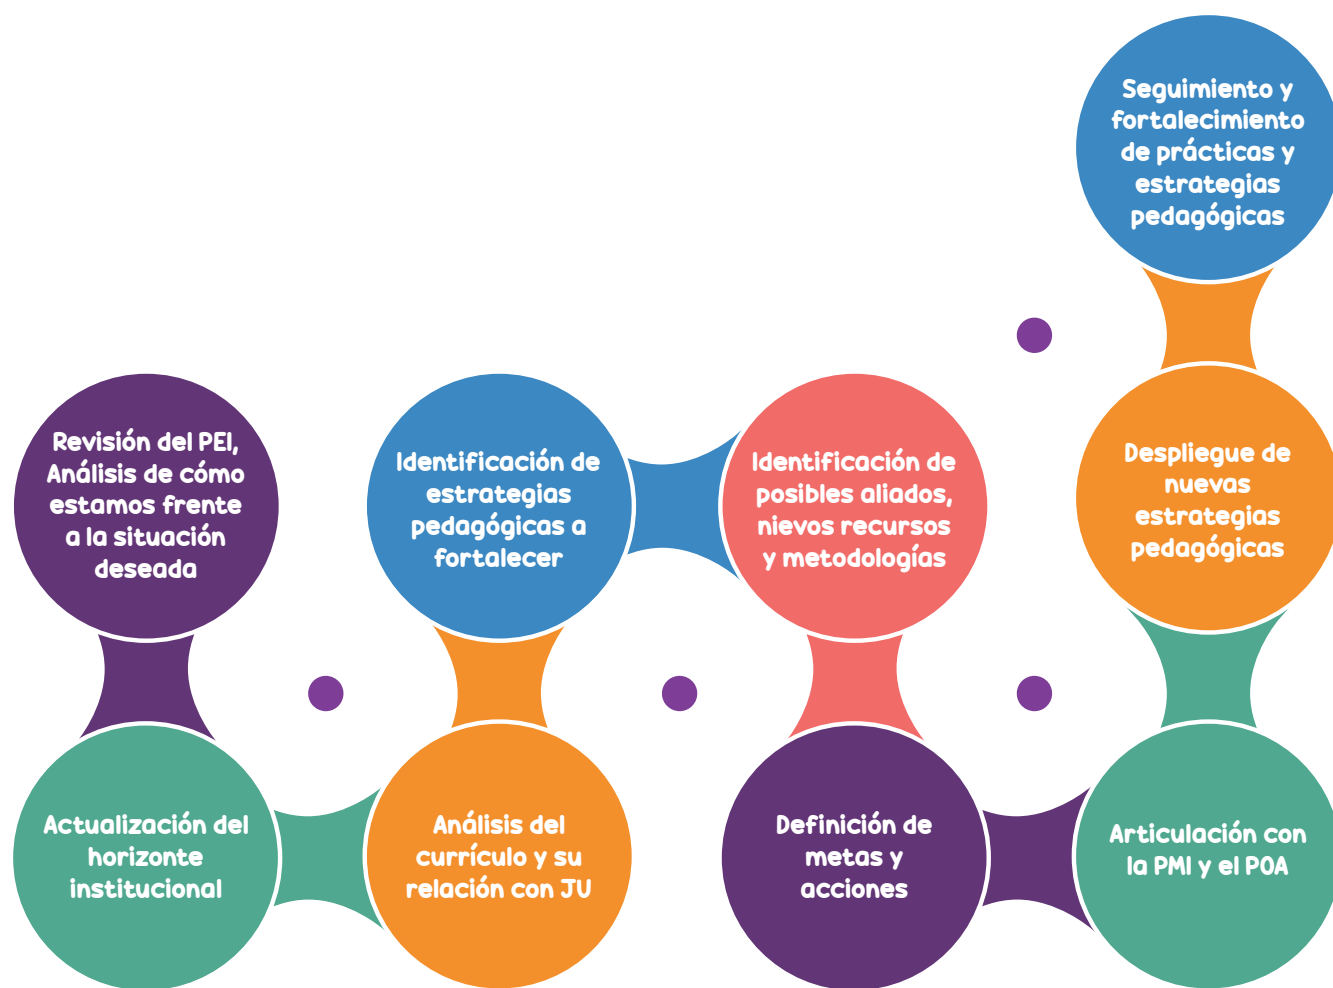 Revisión del PEI,
Análisis de cómo
estamos frente
a la situación
deseada
Actualización del
horizonte
institucional
Análisis del
currículo y su
relación con JU
Identificación de
estrategias
pedagógicas a
fortalecer
Identificación de
posibles aliados,
nievos recursos
y metodologías
Definición de
metas y
acciones
Articulación con
la PMI y el POA
Despliegue de
nuevas
estrategias
pedagógicas
Seguimiento y
fortalecimiento
de prácticas y
estrategias
pedagógicas